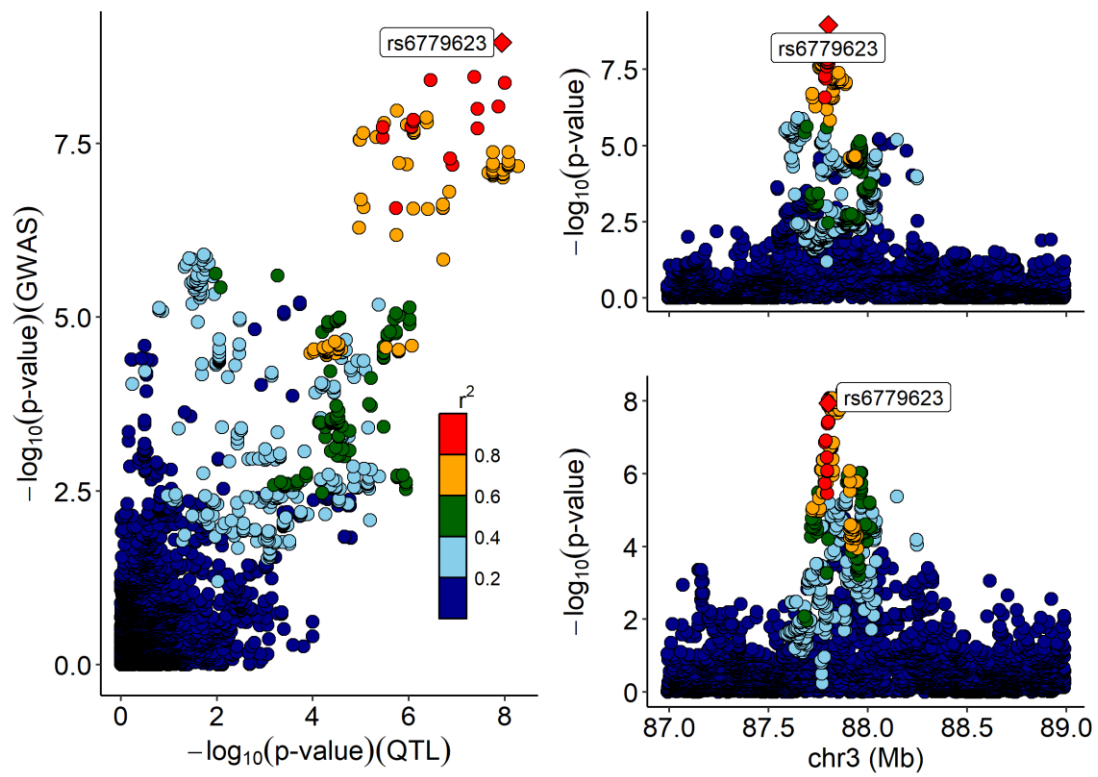 −log₁₀(p-value)(GWAS)
7.5
5.0
2.5
0.0
rs6779623
r²
0.8
0.6
0.4
0.2
0 2 4 6 8
−log₁₀(p-value)(QTL)
−log₁₀(p-value)
7.5
5.0
2.5
0.0
rs6779623
−log₁₀(p-value)
8
6
4
2
0
rs6779623
87.0 87.5 88.0 88.5 89.0
chr3 (Mb)